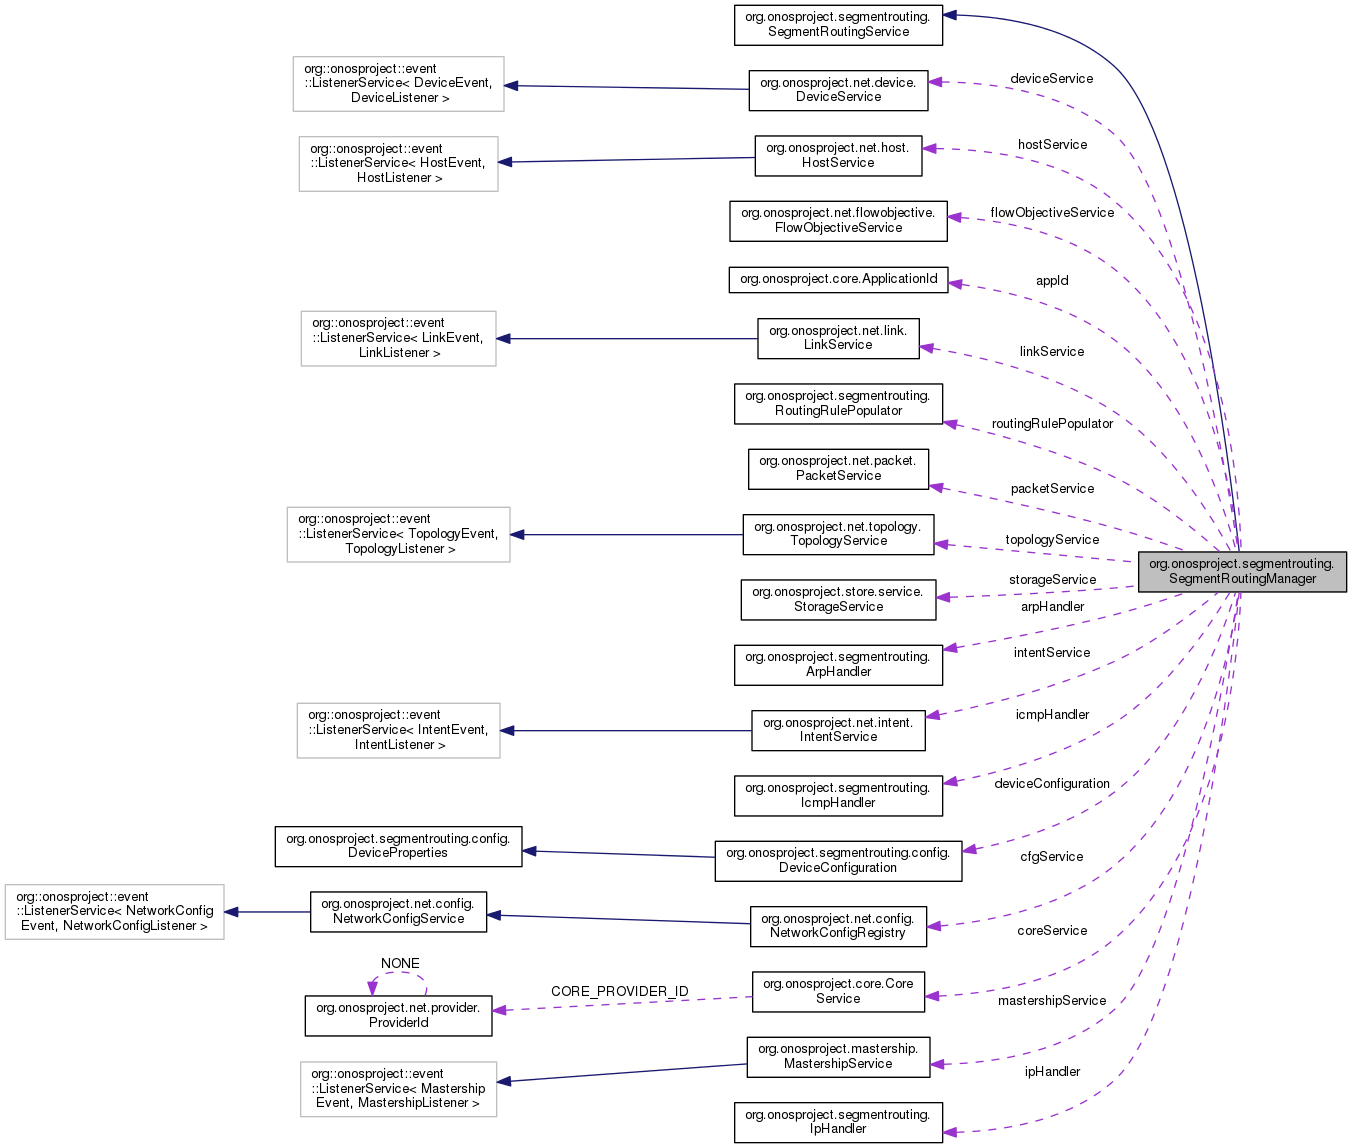 org.onosproject.segmentrouting.
SegmentRoutingService
org::onosproject::event
::ListenerService< DeviceEvent,
DeviceListener >
org.onosproject.net.device.
DeviceService
deviceService
org::onosproject::event
::ListenerService< HostEvent,
HostListener >
org.onosproject.net.host.
HostService
hostService
org.onosproject.net.flowobjective.
FlowObjectiveService
flowObjectiveService
org.onosproject.core.ApplicationId
appId
org::onosproject::event
::ListenerService< LinkEvent,
LinkListener >
org.onosproject.net.link.
LinkService
linkService
org.onosproject.segmentrouting.
RoutingRulePopulator
routingRulePopulator
org.onosproject.net.packet.
PacketService
packetService
org::onosproject::event
::ListenerService< TopologyEvent,
TopologyListener >
org.onosproject.net.topology.
TopologyService
topologyService
org.onosproject.segmentrouting.
SegmentRoutingManager
org.onosproject.store.service.
StorageService
storageService
org.onosproject.segmentrouting.
ArpHandler
arpHandler
org::onosproject::event
::ListenerService< IntentEvent,
IntentListener >
org.onosproject.net.intent.
IntentService
intentService
org.onosproject.segmentrouting.
IcmpHandler
icmpHandler
org.onosproject.segmentrouting.config.
DeviceProperties
org.onosproject.segmentrouting.config.
DeviceConfiguration
deviceConfiguration
org::onosproject::event
::ListenerService< NetworkConfig
Event, NetworkConfigListener >
org.onosproject.net.config.
NetworkConfigService
org.onosproject.net.config.
NetworkConfigRegistry
cfgService
NONE
org.onosproject.net.provider.
ProviderId
CORE_PROVIDER_ID
org.onosproject.core.Core
Service
coreService
org::onosproject::event
::ListenerService< Mastership
Event, MastershipListener >
org.onosproject.mastership.
MastershipService
mastershipService
org.onosproject.segmentrouting.
IpHandler
ipHandler